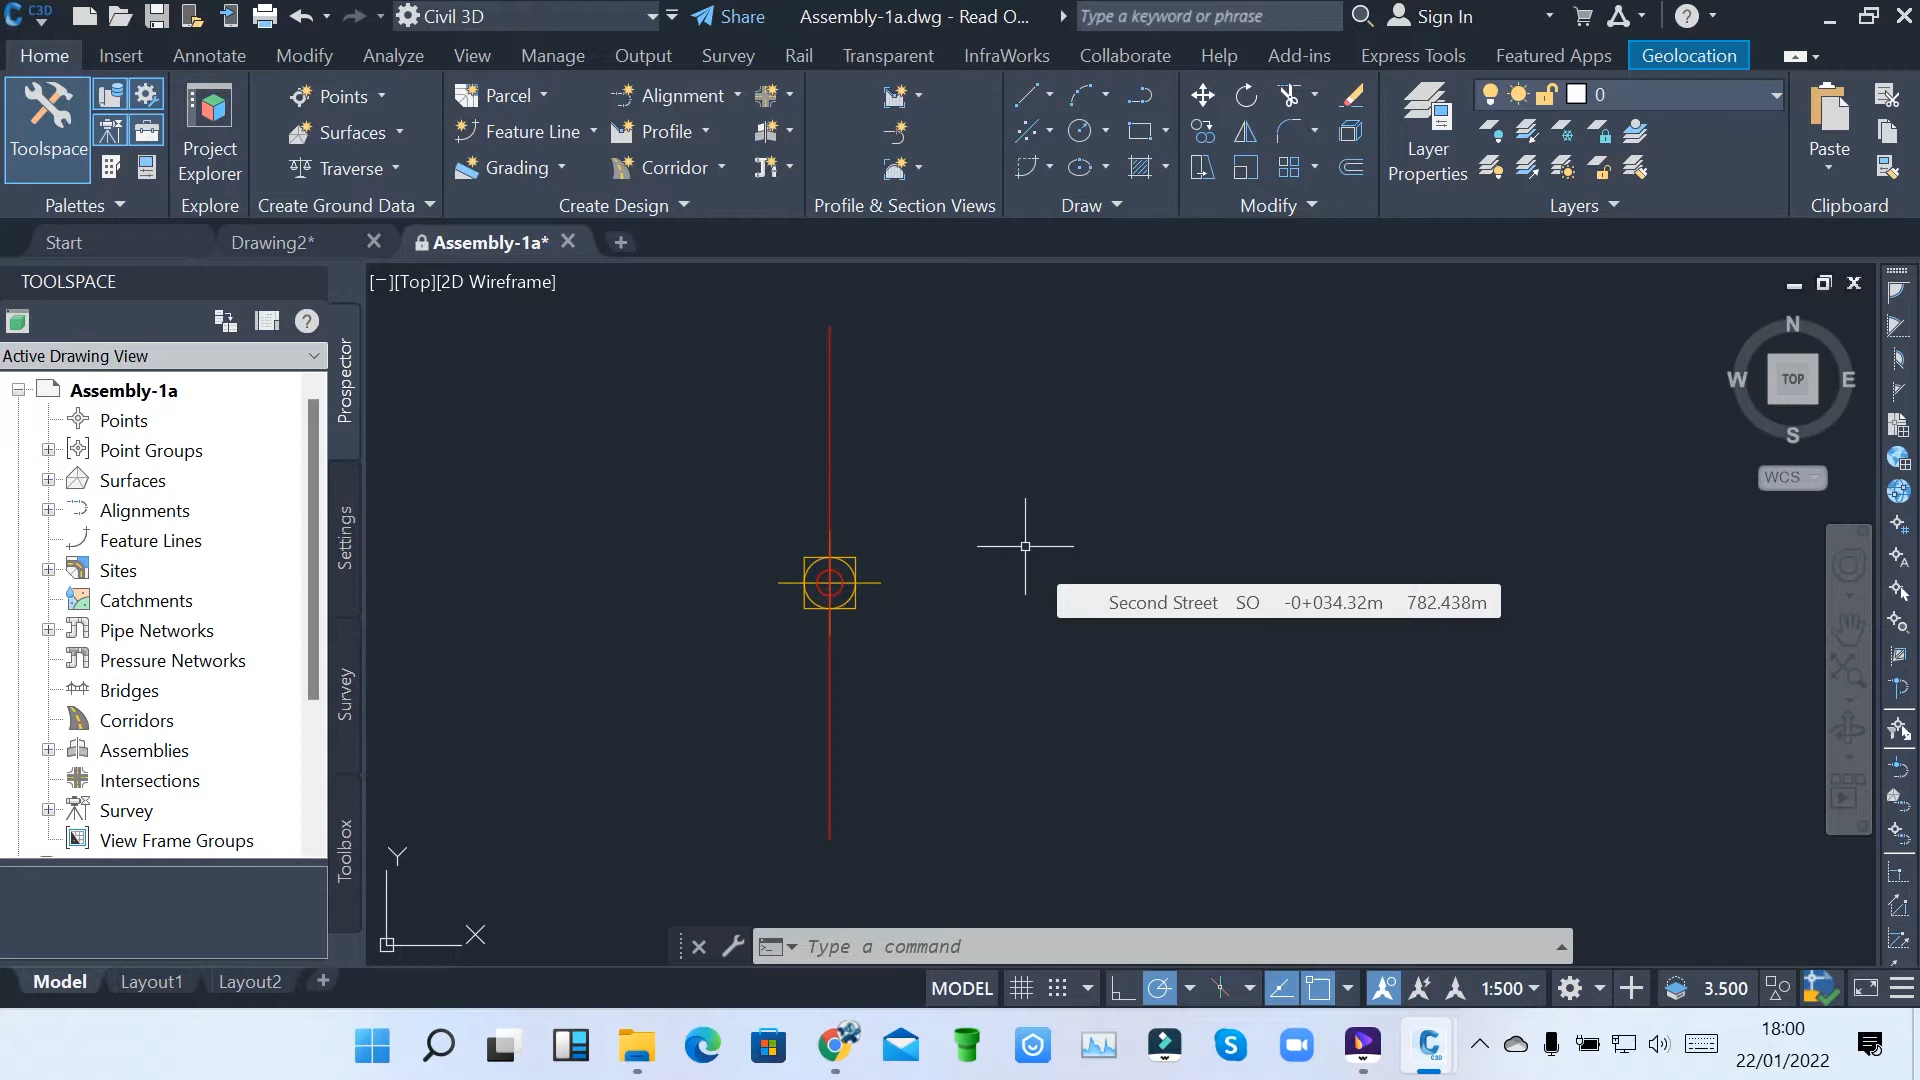 C3D
Civil 3D
Share
Assembly-1a.dwg - Read O...
Type a keyword or phrase
Sign In
Home
Insert
Annotate
Modify
Analyze
View
Manage
Output
Survey
Rail
Transparent
InfraWorks
Collaborate
Help
Add-ins
Express Tools
Featured Apps
Geolocation
Toolspace
Project
Explorer
Points
Surfaces
Traverse
Parcel
Feature Line
Grading
Alignment
Profile
Corridor
Layer
Properties
0
Paste
Palettes
Explore
Create Ground Data
Create Design
Profile & Section Views
Draw
Modify
Layers
Clipboard
Start
Drawing2*
Assembly-1a*
TOOLSPACE
Active Drawing View
Assembly-1a
Points
Point Groups
Surfaces
Alignments
Feature Lines
Sites
Catchments
Pipe Networks
Pressure Networks
Bridges
Corridors
Assemblies
Intersections
Survey
View Frame Groups
Prospector
Settings
Survey
Toolbox
[−][Top][2D Wireframe]
N
W
TOP
E
S
WCS
Second Street SO -0+034.32m 782.438m
Y
X
Type a command
Model
Layout1
Layout2
MODEL
1:500
3.500
18:00
22/01/2022